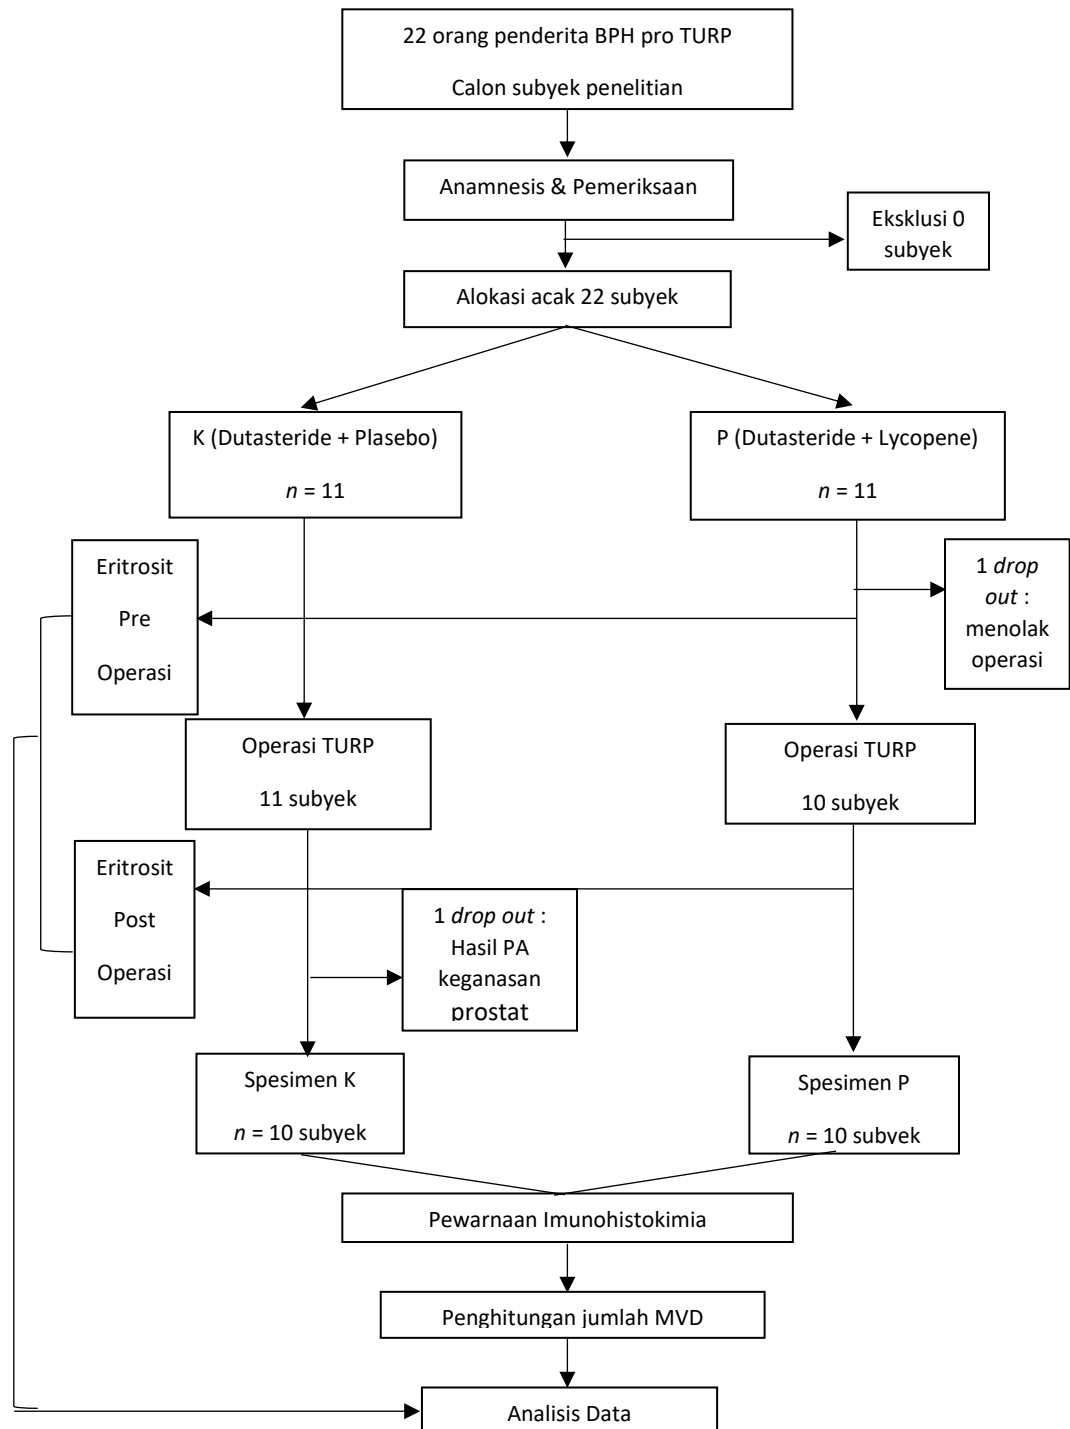 22 orang penderita BPH pro TURP
Calon subyek penelitian
Anamnesis & Pemeriksaan
Eksklusi 0
subyek
Alokasi acak 22 subyek
K (Dutasteride + Plasebo)
n = 11
P (Dutasteride + Lycopene)
n = 11
Eritrosit
Pre
Operasi
1 drop
out :
menolak
operasi
Operasi TURP
11 subyek
Operasi TURP
10 subyek
Eritrosit
Post
Operasi
1 drop out :
Hasil PA
keganasan
prostat
Spesimen K
n = 10 subyek
Spesimen P
n = 10 subyek
Pewarnaan Imunohistokimia
Penghitungan jumlah MVD
Analisis Data